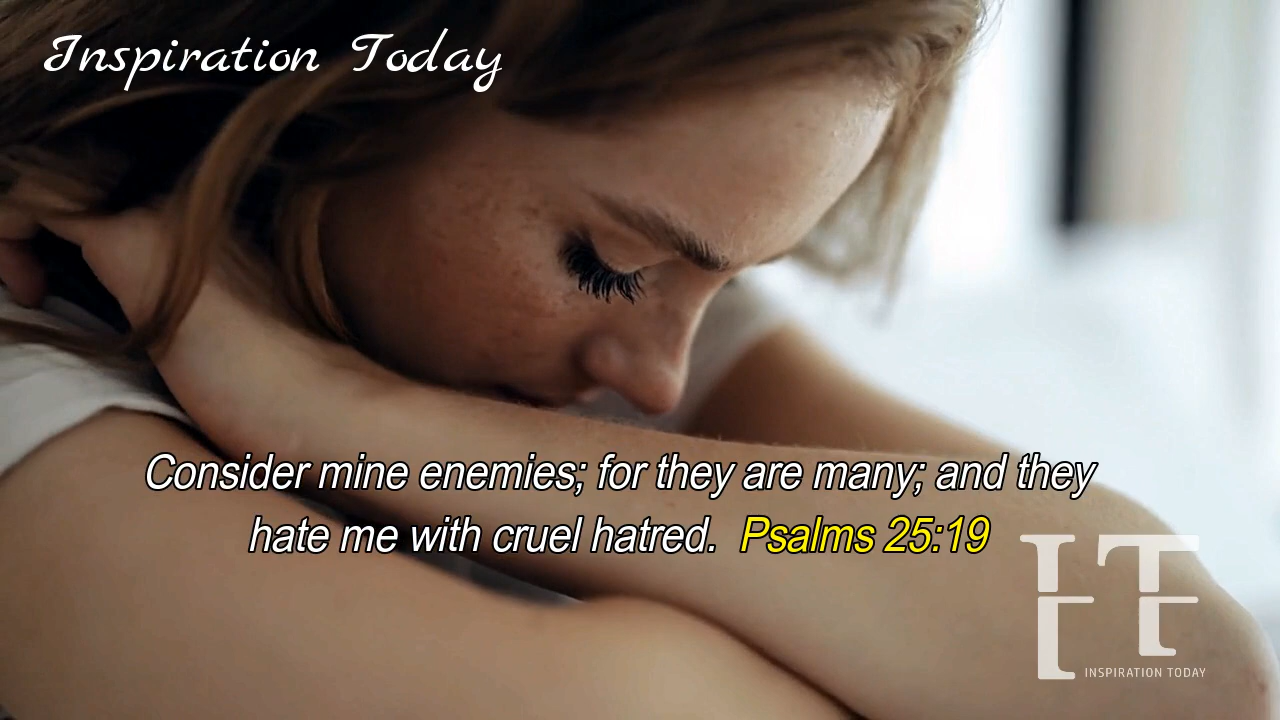 Inspiration Today
Consider mine enemies; for they are many; and they
hate me with cruel hatred. Psalms 25:19
INSPIRATION TODAY